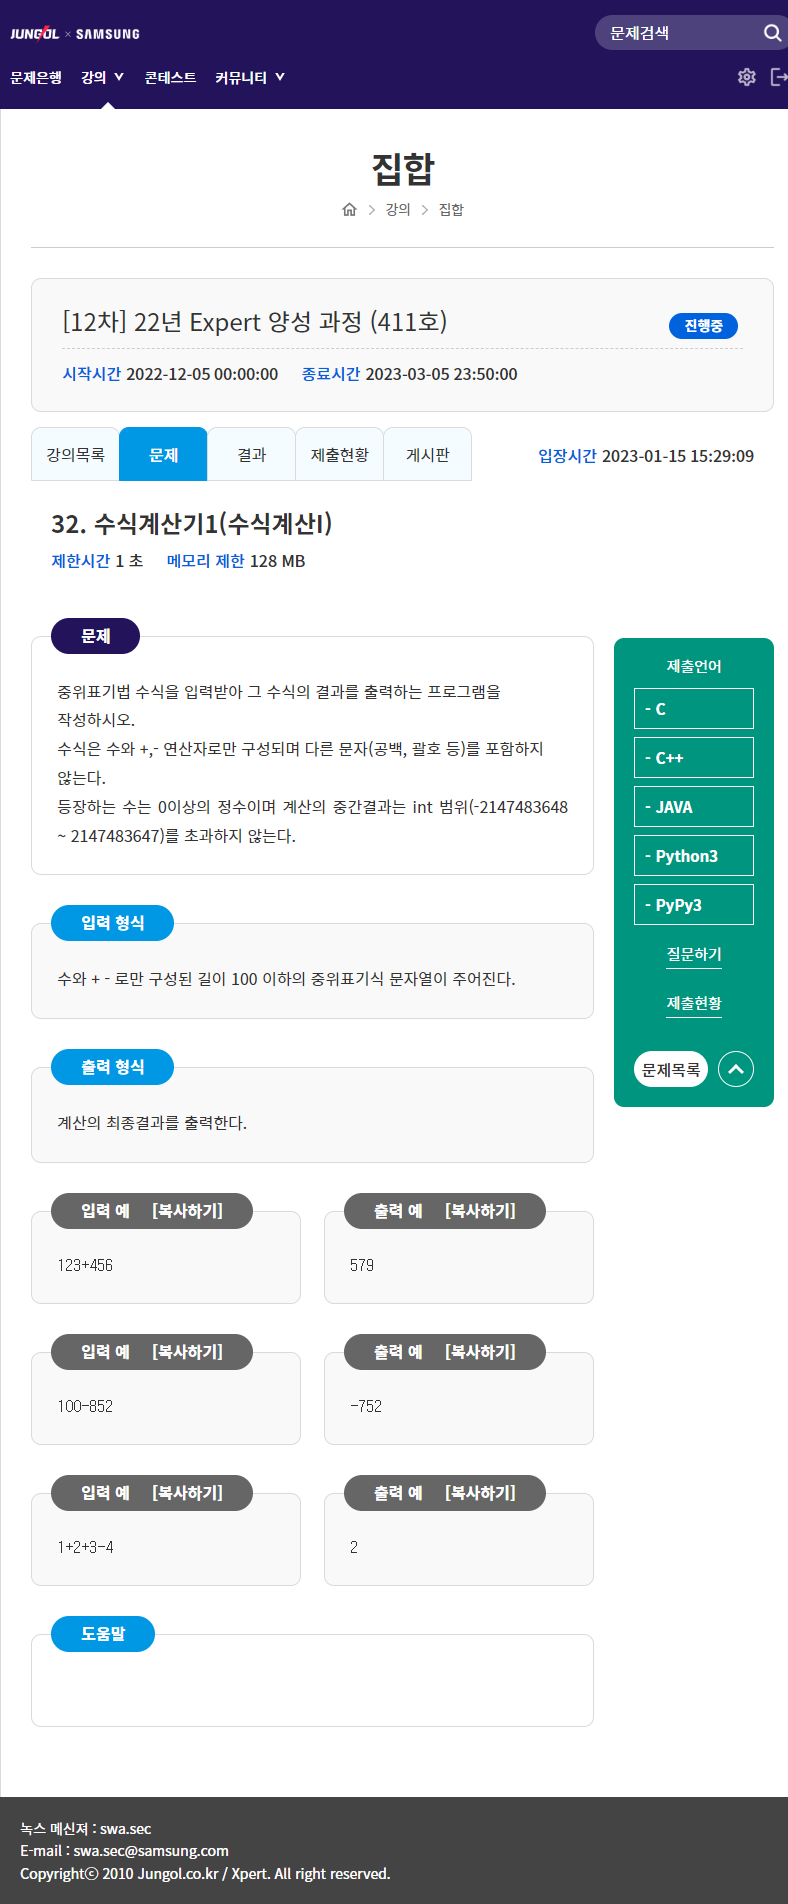 JUNGOL × SAMSUNG
문제검색
문제은행 강의 콘테스트 커뮤니티
집합
강의 집합
[12차] 22년 Expert 양성 과정 (411호)
진행중
시작시간 2022-12-05 00:00:00 종료시간 2023-03-05 23:50:00
강의목록 문제 결과 제출현황 게시판
입장시간 2023-01-15 15:29:09
32. 수식계산기1(수식계산I)
제한시간 1 초 메모리 제한 128 MB
문제
중위표기법 수식을 입력받아 그 수식의 결과를 출력하는 프로그램을
작성하시오.
수식은 수와 +,- 연산자로만 구성되며 다른 문자(공백, 괄호 등)를 포함하지
않는다.
등장하는 수는 0이상의 정수이며 계산의 중간결과는 int 범위(-2147483648
~ 2147483647)를 초과하지 않는다.
제출언어
- C
- C++
- JAVA
- Python3
- PyPy3
질문하기
제출현황
문제목록
입력 형식
수와 + - 로만 구성된 길이 100 이하의 중위표기식 문자열이 주어진다.
출력 형식
계산의 최종결과를 출력한다.
입력 예 [복사하기]
123+456
출력 예 [복사하기]
579
입력 예 [복사하기]
100-852
출력 예 [복사하기]
-752
입력 예 [복사하기]
1+2+3-4
출력 예 [복사하기]
2
도움말
녹스 메신져 : swa.sec
E-mail : swa.sec@samsung.com
Copyrightⓒ 2010 Jungol.co.kr / Xpert. All right reserved.